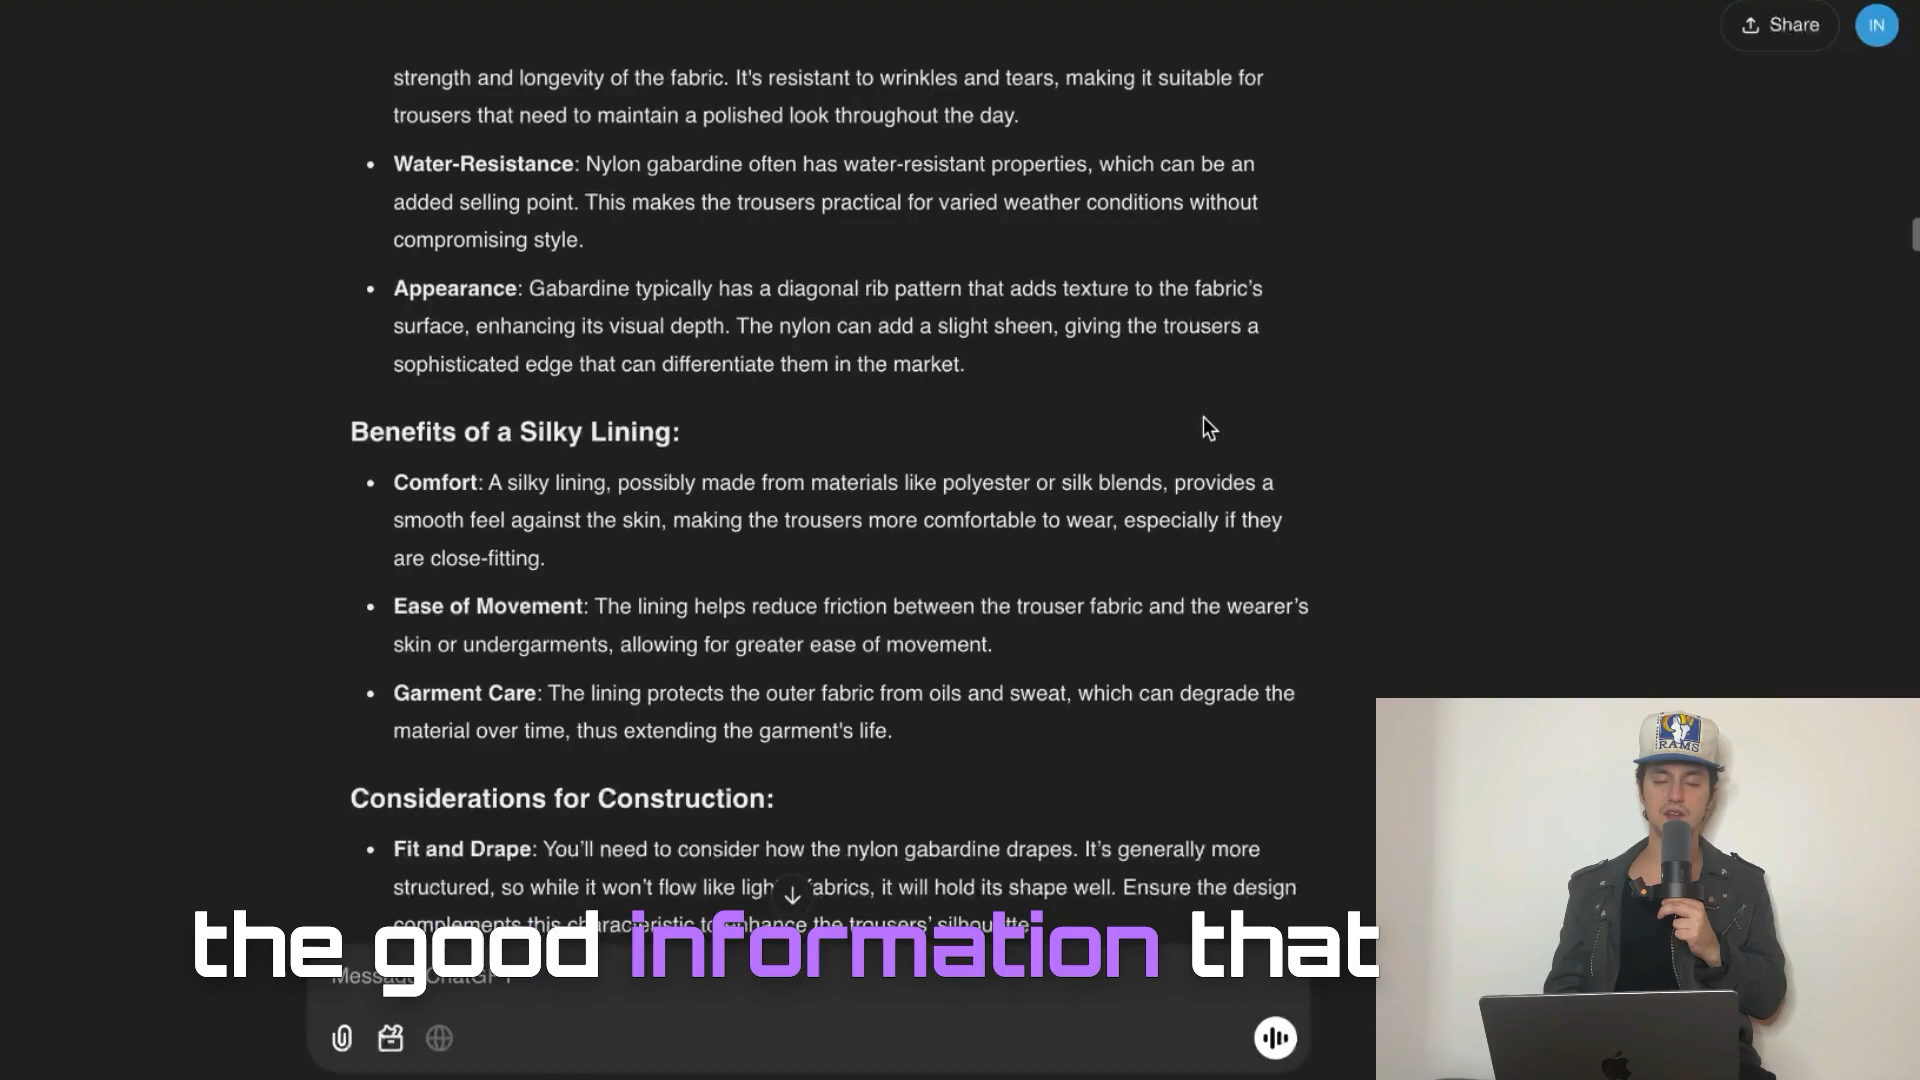 Share
IN
strength and longevity of the fabric. It's resistant to wrinkles and tears, making it suitable for
trousers that need to maintain a polished look throughout the day.
• Water-Resistance: Nylon gabardine often has water-resistant properties, which can be an
added selling point. This makes the trousers practical for varied weather conditions without
compromising style.
• Appearance: Gabardine typically has a diagonal rib pattern that adds texture to the fabric’s
surface, enhancing its visual depth. The nylon can add a slight sheen, giving the trousers a
sophisticated edge that can differentiate them in the market.
Benefits of a Silky Lining:
• Comfort: A silky lining, possibly made from materials like polyester or silk blends, provides a
smooth feel against the skin, making the trousers more comfortable to wear, especially if they
are close-fitting.
• Ease of Movement: The lining helps reduce friction between the trouser fabric and the wearer’s
skin or undergarments, allowing for greater ease of movement.
• Garment Care: The lining protects the outer fabric from oils and sweat, which can degrade the
material over time, thus extending the garment's life.
Considerations for Construction:
• Fit and Drape: You’ll need to consider how the nylon gabardine drapes. It’s generally more
structured, so while it won’t flow like fabrics, it will hold its shape well. Ensure the design
complements this characteristic to enhance the trousers’ silhouette.
the good information that
Message ChatGPT
RAMS